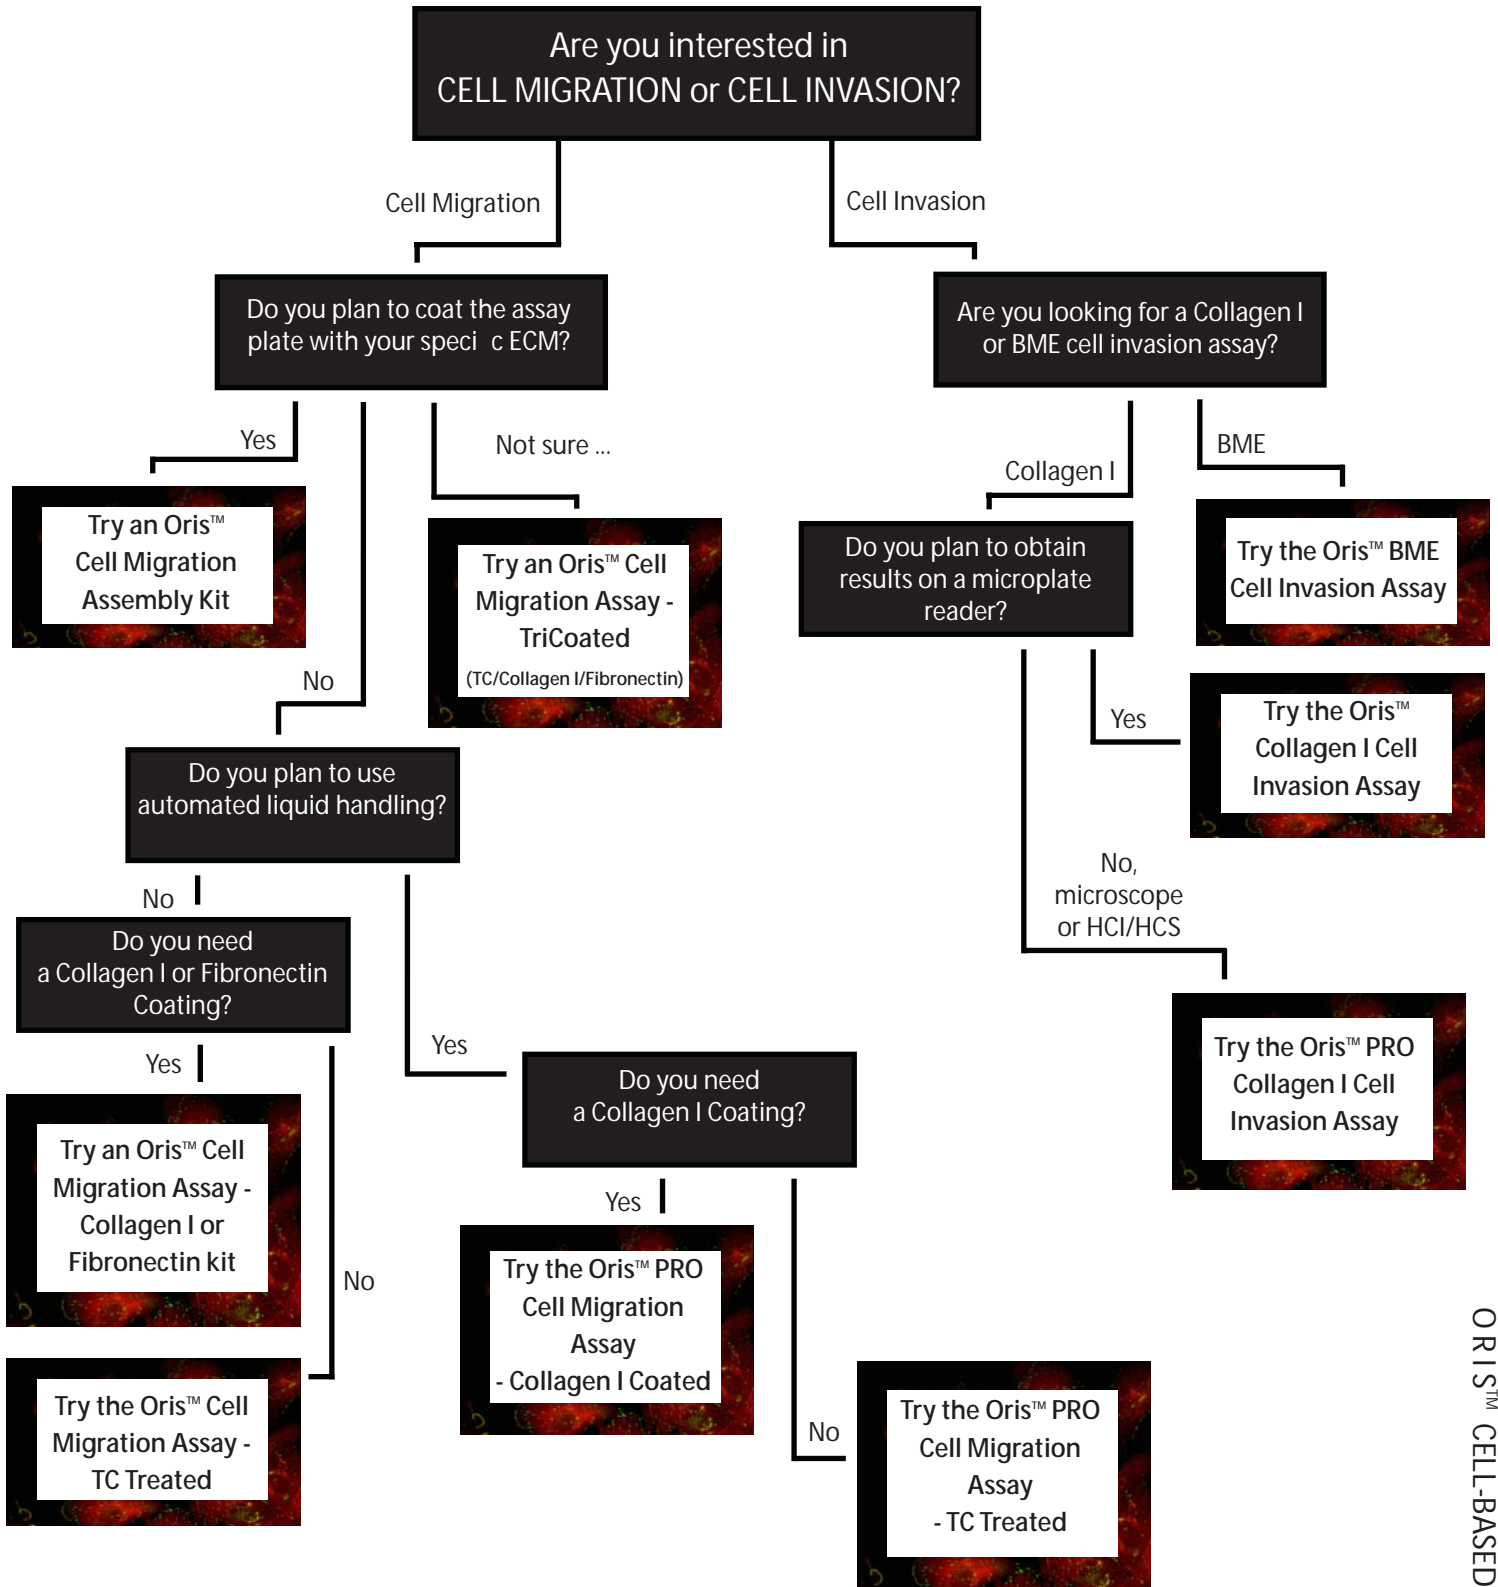 Are you interested in
CELL MIGRATION or CELL INVASION?
Cell Migration
Cell Invasion
Do you plan to coat the assay
plate with your speci c ECM?
Are you looking for a Collagen I
or BME cell invasion assay?
Yes
Not sure ...
Collagen I
BME
Try an Oris™
Cell Migration
Assembly Kit
Try an Oris™ Cell
Migration Assay -
TriCoated
(TC/Collagen I/Fibronectin)
Do you plan to obtain
results on a microplate
reader?
Try the Oris™ BME
Cell Invasion Assay
No
Yes
Try the Oris™
Collagen I Cell
Invasion Assay
Do you plan to use
automated liquid handling?
No,
microscope
or HCI/HCS
No
Do you need
a Collagen I or Fibronectin
Coating?
Try the Oris™ PRO
Collagen I Cell
Invasion Assay
Yes
Yes
Do you need
a Collagen I Coating?
Try an Oris™ Cell
Migration Assay -
Collagen I or
Fibronectin kit
No
Yes
Try the Oris™ PRO
Cell Migration
Assay
- Collagen I Coated
No
Try the Oris™ Cell
Migration Assay -
TC Treated
Try the Oris™ PRO
Cell Migration
Assay
- TC Treated
ORIS™ CELL-BASED